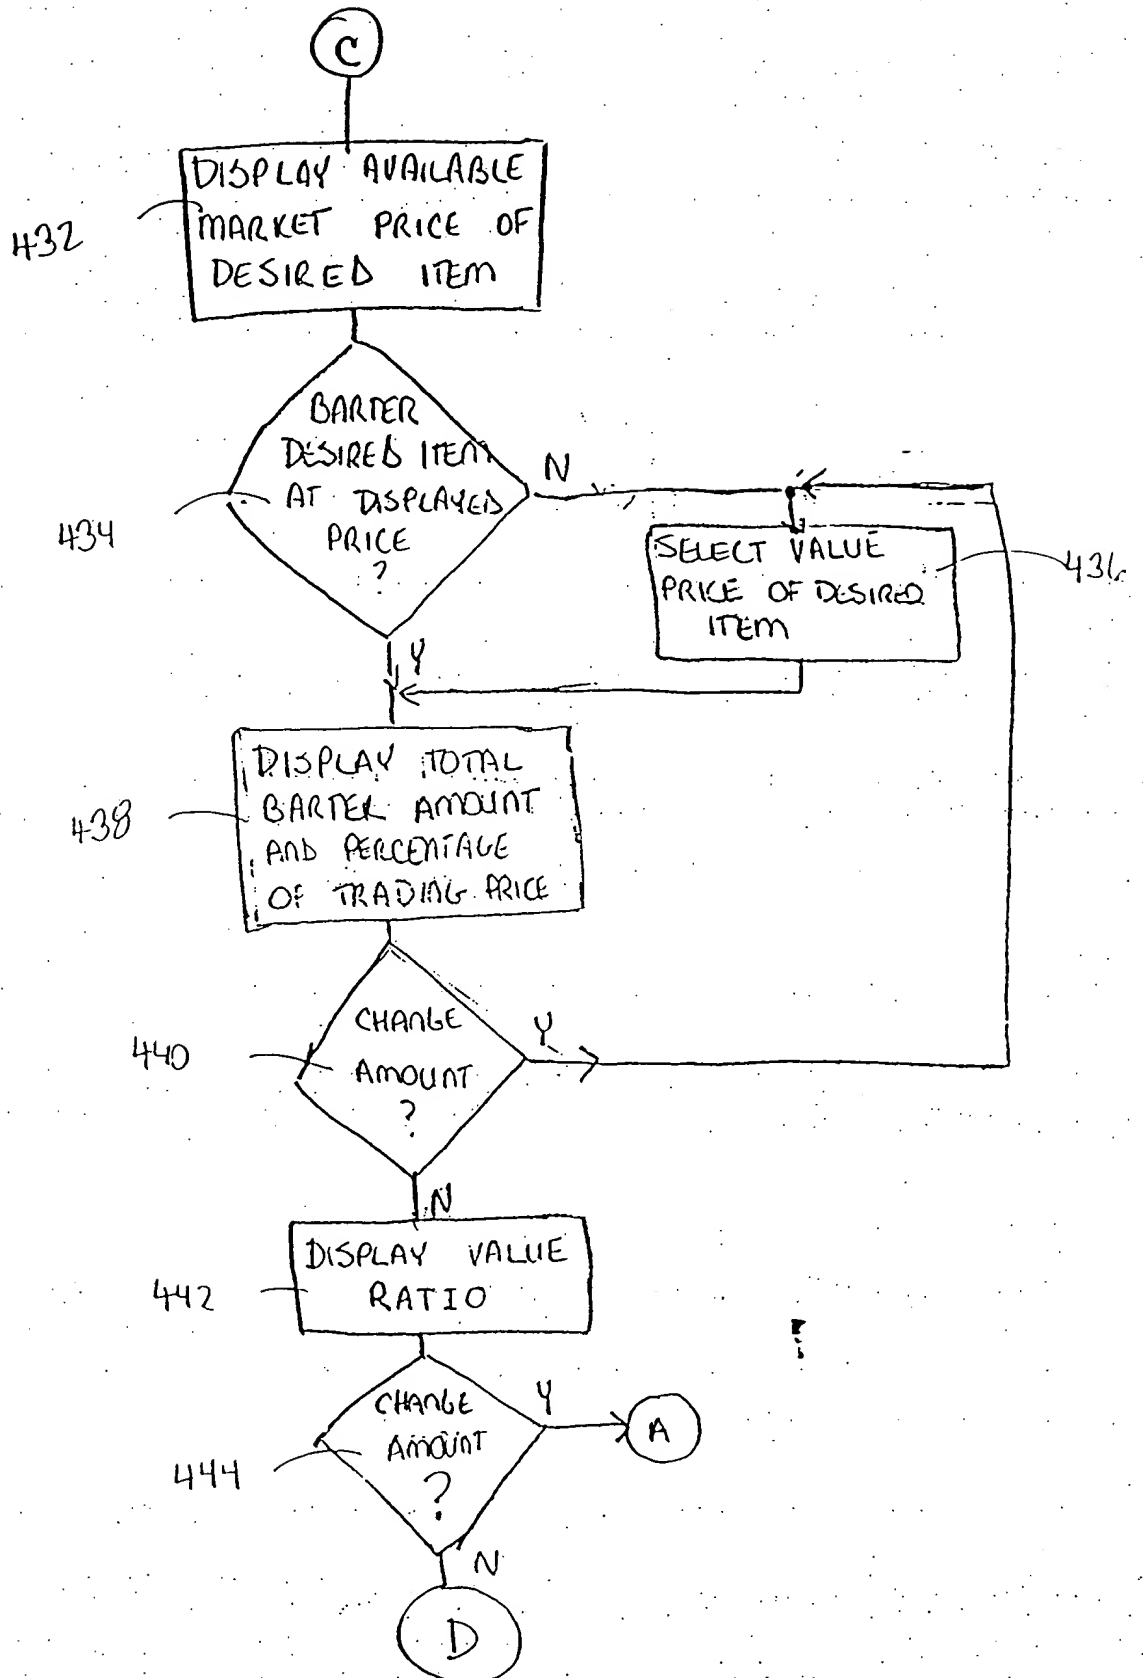 C
DISPLAY AVAILABLE
MARKET PRICE OF
DESIRED ITEM
432
BARTER
DESIRED ITEM
AT DISPLAYED
PRICE
?
N
434
SELECT VALUE
PRICE OF DESIRED
ITEM
436
Y
DISPLAY TOTAL
BARTER AMOUNT
AND PERCENTAGE
OF TRADING PRICE
438
CHANGE
AMOUNT
?
Y
440
N
DISPLAY VALUE
RATIO
442
CHANGE
AMOUNT
?
Y
A
444
N
D